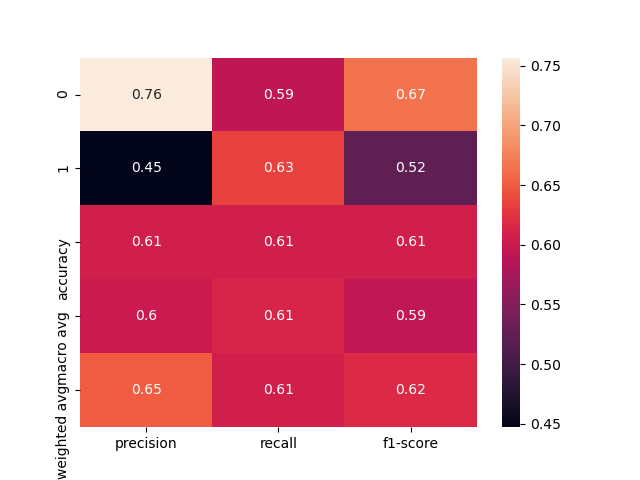 0 0.76 0.59 0.67
1 0.45 0.63 0.52
accuracy 0.61 0.61 0.61
macro avg 0.6 0.61 0.59
weighted avg 0.65 0.61 0.62
precision recall f1-score
0.75
0.70
0.65
0.60
0.55
0.50
0.45